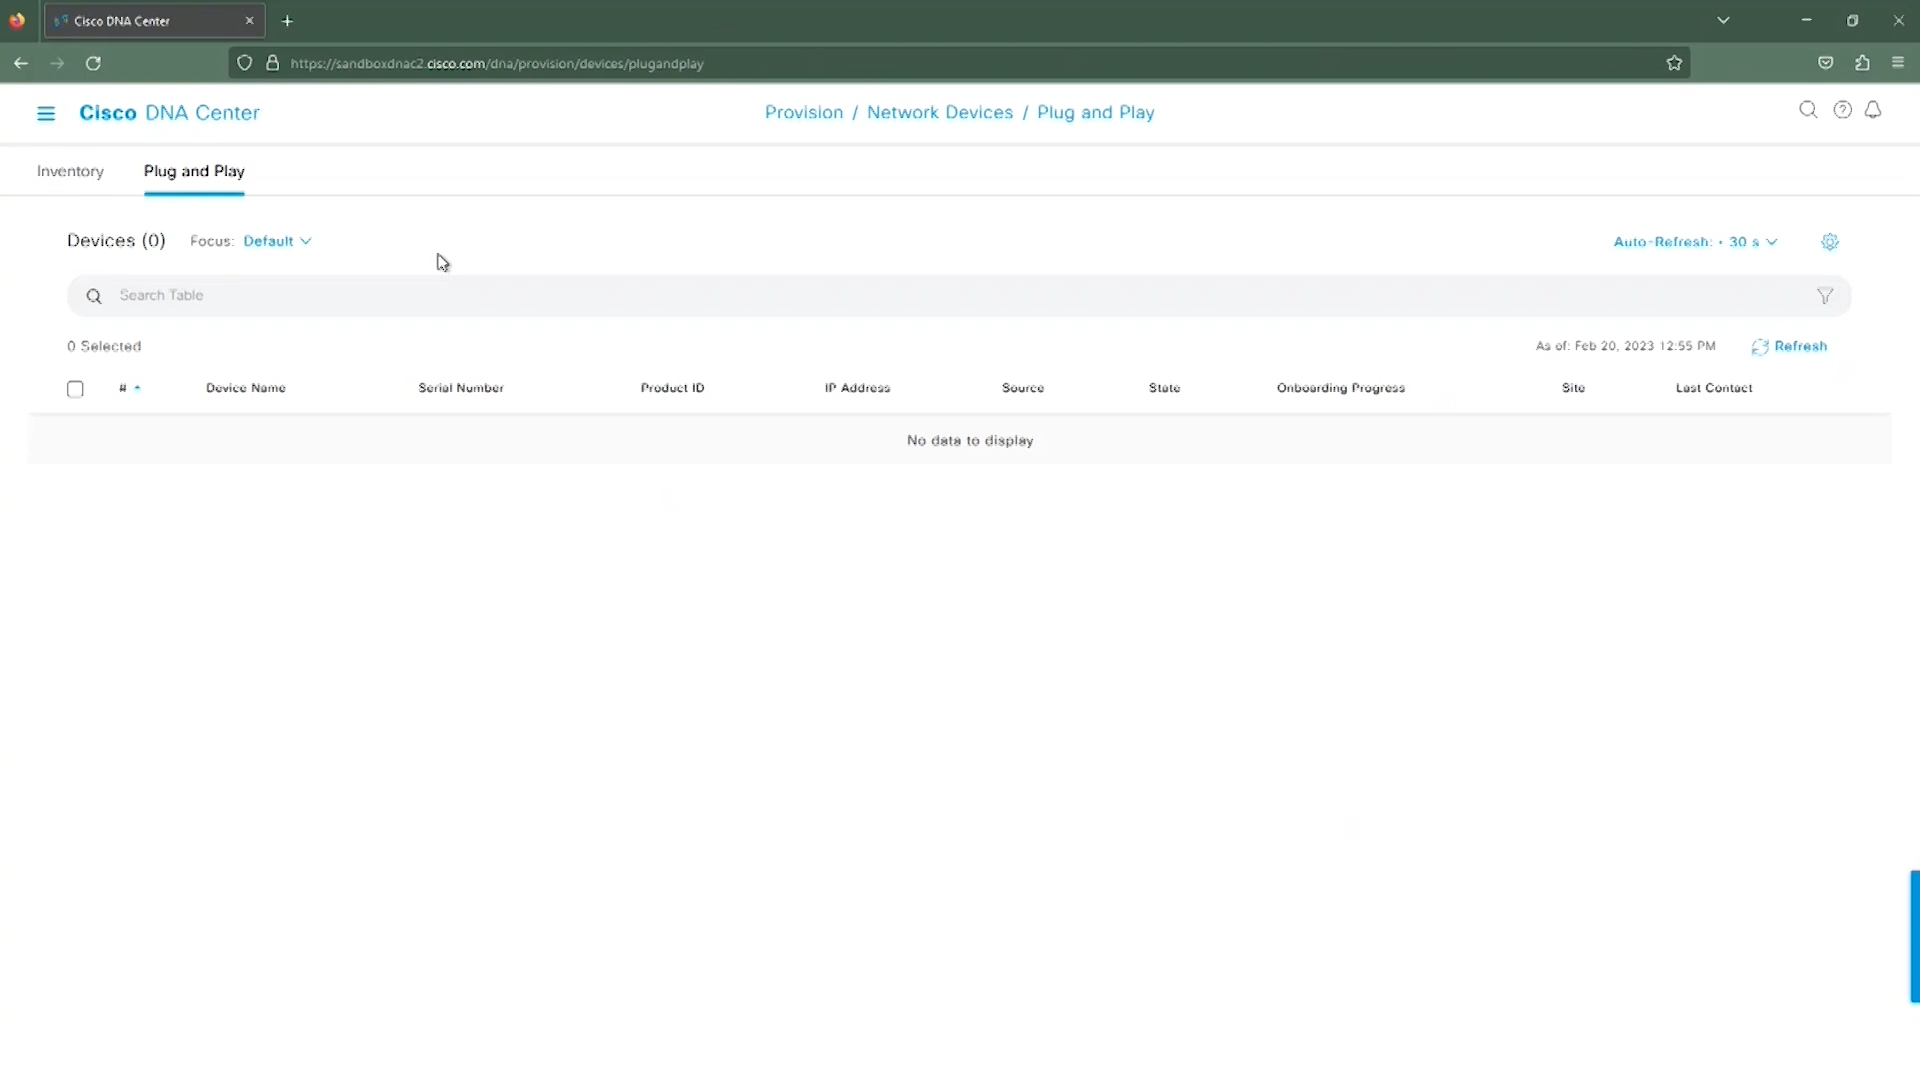 Cisco DNA Center
https://sandboxdnac2.cisco.com/dna/provision/devices/plugandplay
Cisco DNA Center
Provision / Network Devices / Plug and Play
Inventory
Plug and Play
Devices (0)
Focus: Default
Auto-Refresh: • 30 s
Search Table
0 Selected
As of: Feb 20, 2023 12:55 PM
Refresh
# Device Name Serial Number Product ID IP Address Source State Onboarding Progress Site Last Contact
No data to display